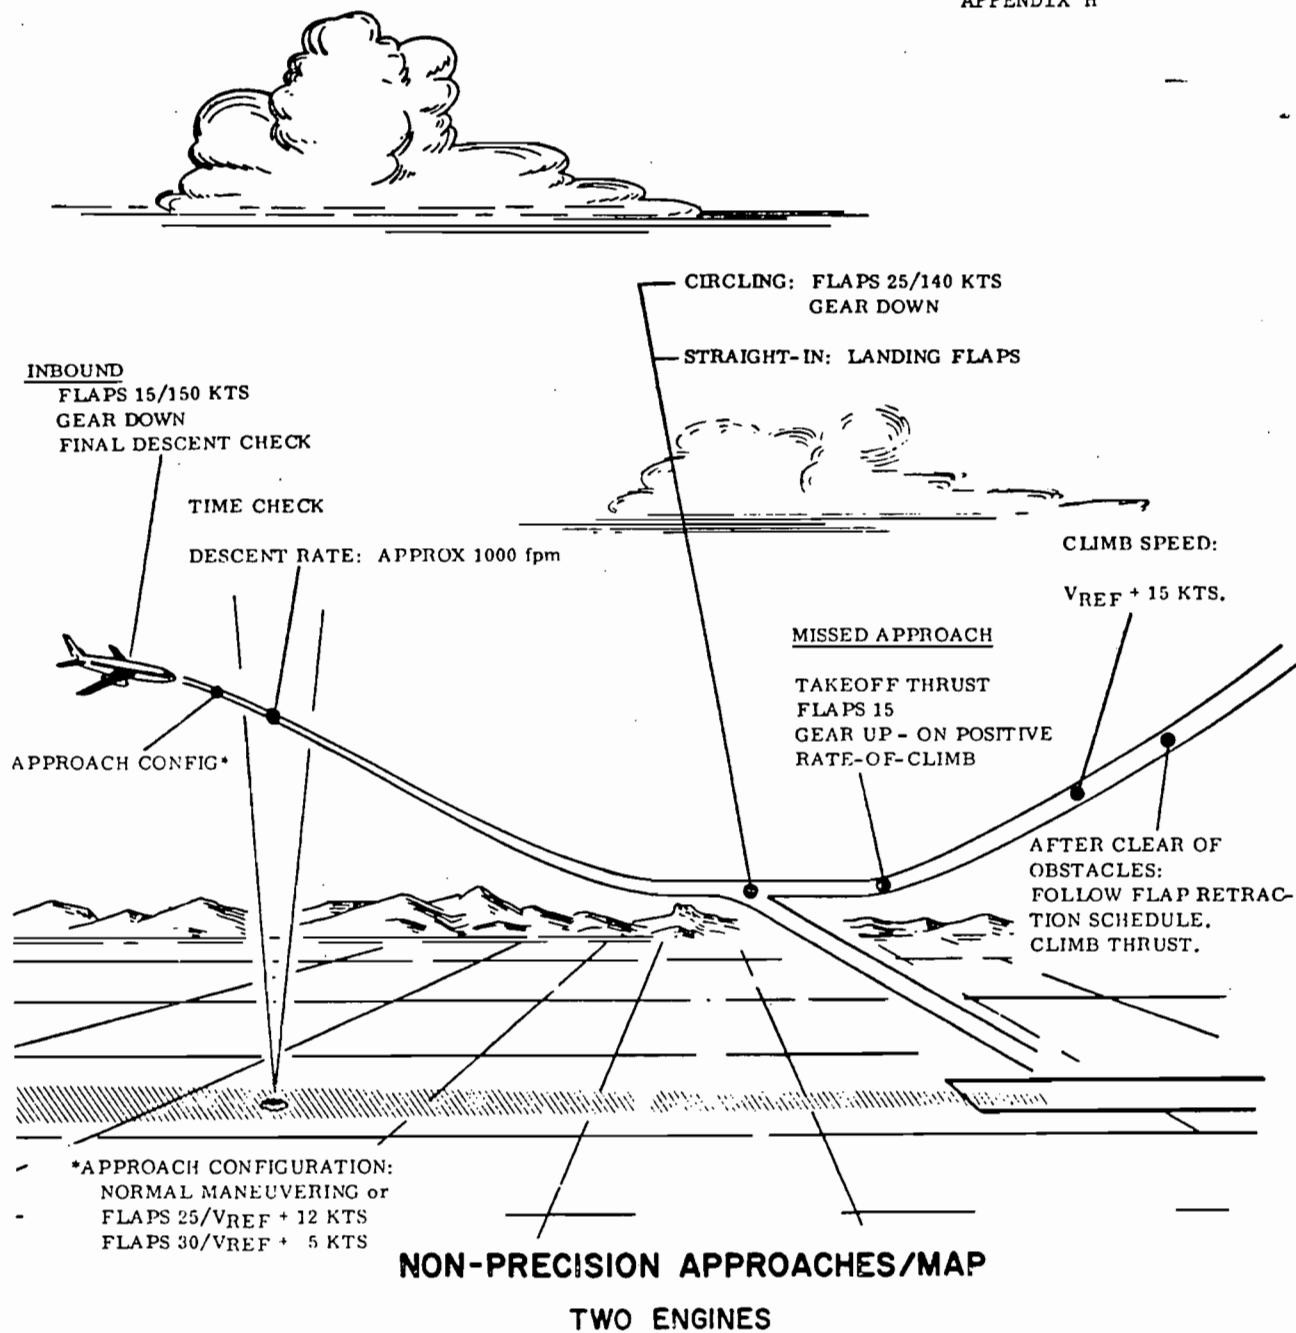 APPENDIX H
CIRCLING: FLAPS 25/140 KTS
GEAR DOWN
STRAIGHT-IN: LANDING FLAPS
INBOUND
FLAPS 15/150 KTS
GEAR DOWN
FINAL DESCENT CHECK
TIME CHECK
DESCENT RATE: APPROX 1000 fpm
CLIMB SPEED:
VREF + 15 KTS.
MISSED APPROACH
TAKEOFF THRUST
FLAPS 15
GEAR UP - ON POSITIVE
RATE-OF-CLIMB
APPROACH CONFIG*
AFTER CLEAR OF
OBSTACLES:
FOLLOW FLAP RETRAC-
TION SCHEDULE.
CLIMB THRUST.
*APPROACH CONFIGURATION:
NORMAL MANEUVERING or
FLAPS 25/VREF + 12 KTS
FLAPS 30/VREF + 5 KTS
NON-PRECISION APPROACHES/MAP
TWO ENGINES